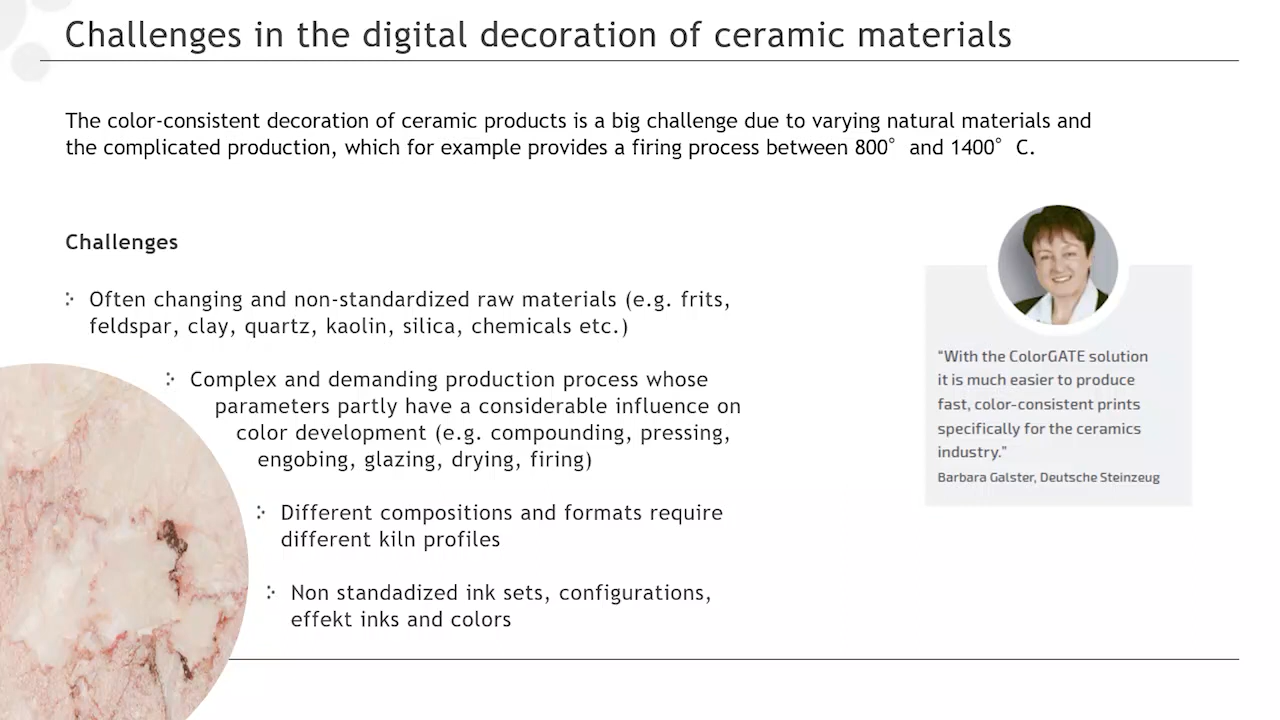 Challenges in the digital decoration of ceramic materials
The color-consistent decoration of ceramic products is a big challenge due to varying natural materials and
the complicated production, which for example provides a firing process between 800° and 1400° C.
Challenges
Often changing and non-standardized raw materials (e.g. frits,
feldspar, clay, quartz, kaolin, silica, chemicals etc.)
Complex and demanding production process whose
parameters partly have a considerable influence on
color development (e.g. compounding, pressing,
engobing, glazing, drying, firing)
Different compositions and formats require
different kiln profiles
Non standadized ink sets, configurations,
effekt inks and colors
“With the ColorGATE solution
it is much easier to produce
fast, color-consistent prints
specifically for the ceramics
industry.”
Barbara Galster, Deutsche Steinzeug